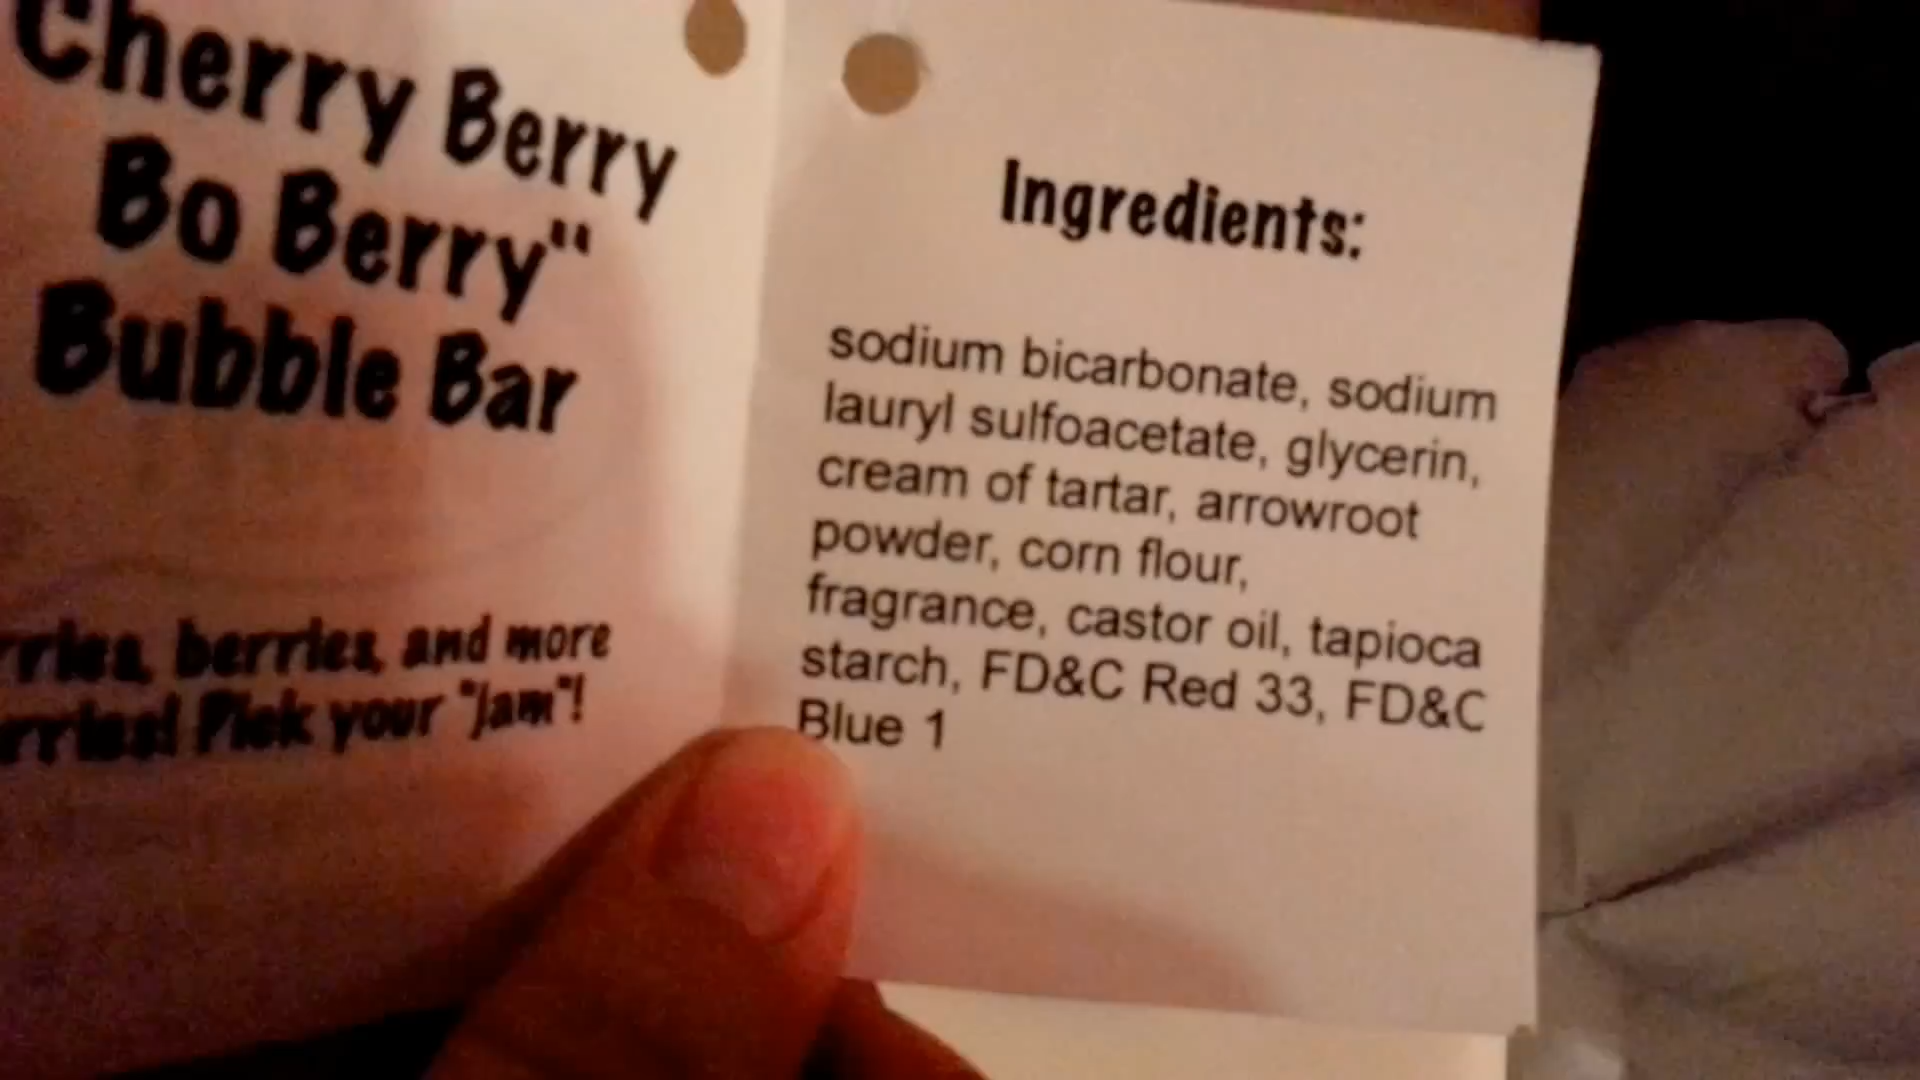 Cherry Berry
Bo Berry"
Bubble Bar
berries, and more
Pick your "Jam"!
Ingredients:
sodium bicarbonate, sodium
lauryl sulfoacetate, glycerin,
cream of tartar, arrowroot
powder, corn flour,
fragrance, castor oil, tapioca
starch, FD&C Red 33, FD&C
Blue 1